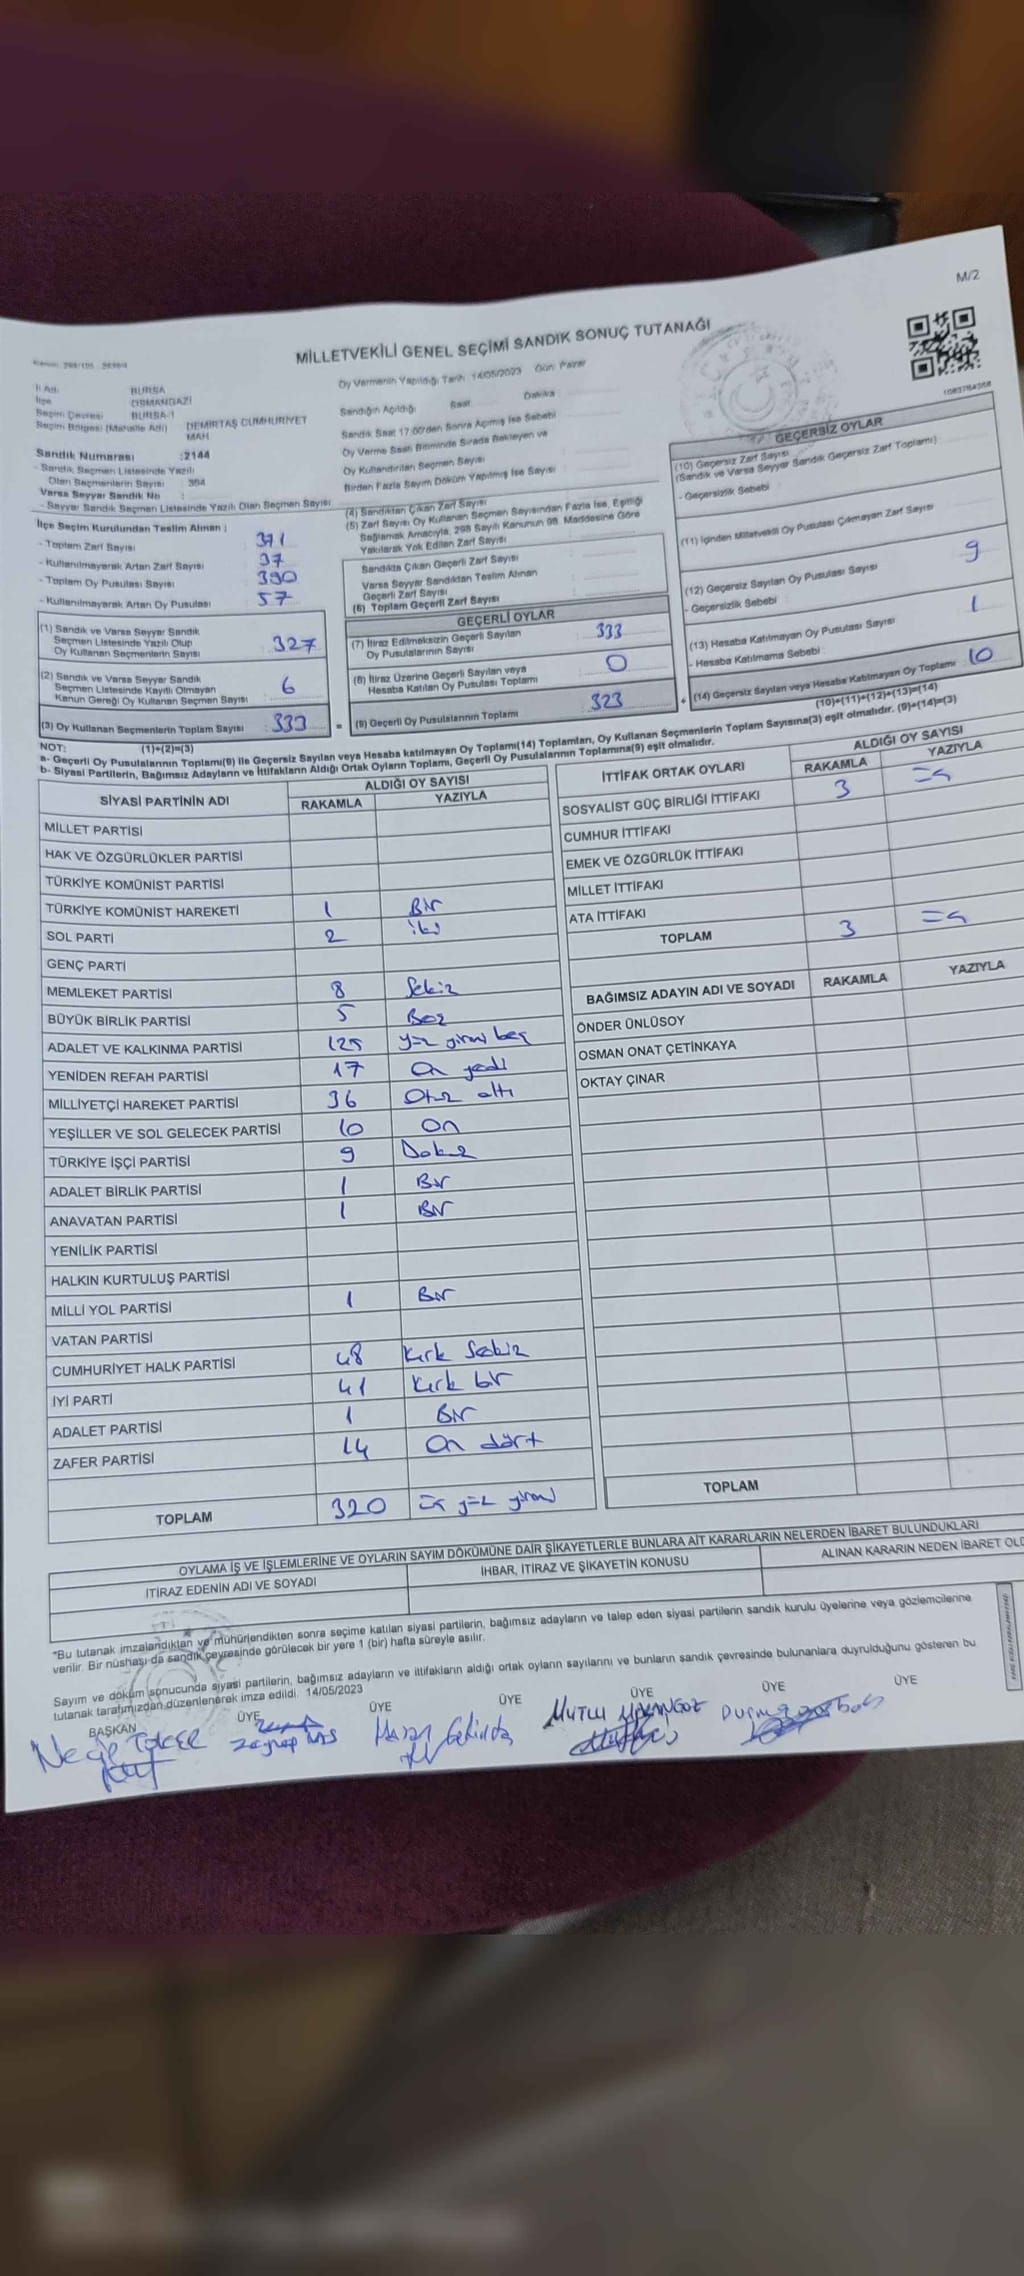 M/2
MİLLETVEKİLİ GENEL SEÇİMİ SANDIK SONUÇ TUTANAĞI
Oy Vermenin Yapıldığı Tarih :14/05/2023 Gün: Pazar
İl Adı BURSA
İlçe OSMANGAZİ
Seçim Çevresi BURSA-1
Seçim Bölgesi (Mahalle Adı) DEMİRTAŞ CUMHURİYET MAH.
Sandık Numarası :2144
- Sandık Seçmen Listesinde Yazılı
Olan Seçmenlerin Sayısı : 364
Varsa Seyyar Sandık No :
- Seyyar Sandık Seçmen Listesinde Yazılı Olan Seçmen Sayısı
Sandığın Açıldığı Saat Dakika
Sandık Saat 17:00'den Sonra Açılmış İse Sebebi
Oy Verme Saati Bitiminde Sırada Bekleyen ve
Oy Kullandırılan Seçmen Sayısı
Birden Fazla Sayım Döküm Yapılmış İse Sayısı
İlçe Seçim Kurulundan Teslim Alınan :
- Toplam Zarf Sayısı 371
- Kullanılmayarak Artan Zarf Sayısı 37
- Toplam Oy Pusulası Sayısı 390
- Kullanılmayarak Artan Oy Pusulası 57
(1) Sandık ve Varsa Seyyar Sandık
Seçmen Listesinde Yazılı Olup
Oy Kullanan Seçmenlerin Sayısı 327
(2) Sandık ve Varsa Seyyar Sandık
Seçmen Listesinde Kayıtlı Olmayan
Kanun Gereği Oy Kullanan Seçmen Sayısı 6
(3) Oy Kullanan Seçmenlerin Toplam Sayısı 333
(1)+(2)=(3)
(4) Sandıktan Çıkan Zarf Sayısı
(5) Zarf Sayısı Oy Kullanan Seçmen Sayısından Fazla İse, Eşitliği
Sağlamak Amacıyla, 298 Sayılı Kanunun 98. Maddesine Göre
Yakılarak Yok Edilen Zarf Sayısı
Sandıkta Çıkan Geçerli Zarf Sayısı
Varsa Seyyar Sandıktan Teslim Alınan
Geçerli Zarf Sayısı
(6) Toplam Geçerli Zarf Sayısı
GEÇERLİ OYLAR
(7) İtiraz Edilmeksizin Geçerli Sayılan
Oy Pusulalarının Sayısı 333
(8) İtiraz Üzerine Geçerli Sayılan veya
Hesaba Katılan Oy Pusulası Toplamı 0
= (9) Geçerli Oy Pusulalarının Toplamı 323 +
GEÇERSİZ OYLAR
(10) Geçersiz Zarf Sayısı
(Sandık ve Varsa Seyyar Sandık Geçersiz Zarf Toplamı)
- Geçersizlik Sebebi
(11) İçinden Milletvekili Oy Pusulası Çıkmayan Zarf Sayısı
(12) Geçersiz Sayılan Oy Pusulası Sayısı 9
- Geçersizlik Sebebi
(13) Hesaba Katılmayan Oy Pusulası Sayısı 1
- Hesaba Katılmama Sebebi
(14) Geçersiz Sayılan veya Hesaba Katılmayan Oy Toplamı 10
(10)+(11)+(12)+(13)=(14)
NOT:
a- Geçerli Oy Pusulalarının Toplamı(9) ile Geçersiz Sayılan veya Hesaba katılmayan Oy Toplamı(14) Toplamları, Oy Kullanan Seçmenlerin Toplam Sayısına(3) eşit olmalıdır. (9)+(14)=(3)
b- Siyasi Partilerin, Bağımsız Adayların ve İttifakların Aldığı Ortak Oyların Toplamı, Geçerli Oy Pusulalarının Toplamına(9) eşit olmalıdır.
SİYASİ PARTİNİN ADI ALDIĞI OY SAYISI
RAKAMLA YAZIYLA
MİLLET PARTİSİ
HAK VE ÖZGÜRLÜKLER PARTİSİ
TÜRKİYE KOMÜNİST PARTİSİ
TÜRKİYE KOMÜNİST HAREKETİ 1 Bir
SOL PARTİ 2 iki
GENÇ PARTİ
MEMLEKET PARTİSİ 8 Sekiz
BÜYÜK BİRLİK PARTİSİ 5 Beş
ADALET VE KALKINMA PARTİSİ 125 yüz yirmi beş
YENİDEN REFAH PARTİSİ 17 On yedi
MİLLİYETÇİ HAREKET PARTİSİ 36 Otuz altı
YEŞİLLER VE SOL GELECEK PARTİSİ 10 On
TÜRKİYE İŞÇİ PARTİSİ 9 Dokuz
ADALET BİRLİK PARTİSİ 1 Bir
ANAVATAN PARTİSİ 1 Bir
YENİLİK PARTİSİ
HALKIN KURTULUŞ PARTİSİ
MİLLİ YOL PARTİSİ 1 Bir
VATAN PARTİSİ
CUMHURİYET HALK PARTİSİ 48 Kırk Sekiz
İYİ PARTİ 41 Kırk bir
ADALET PARTİSİ 1 Bir
ZAFER PARTİSİ 14 On dört
TOPLAM 320 üç yüz yirmi
İTTİFAK ORTAK OYLARI ALDIĞI OY SAYISI
RAKAMLA YAZIYLA
SOSYALİST GÜÇ BİRLİĞİ İTTİFAKI 3 üç
CUMHUR İTTİFAKI
EMEK VE ÖZGÜRLÜK İTTİFAKI
MİLLET İTTİFAKI
ATA İTTİFAKI
TOPLAM 3 üç
BAĞIMSIZ ADAYIN ADI VE SOYADI RAKAMLA YAZIYLA
ÖNDER ÜNLÜSOY
OSMAN ONAT ÇETİNKAYA
OKTAY ÇINAR
TOPLAM
OYLAMA İŞ VE İŞLEMLERİNE VE OYLARIN SAYIM DÖKÜMÜNE DAİR ŞİKAYETLERLE BUNLARA AİT KARARLARIN NELERDEN İBARET BULUNDUKLARI
İTİRAZ EDENİN ADI VE SOYADI İHBAR, İTİRAZ VE ŞİKAYETİN KONUSU ALINAN KARARIN NEDEN İBARET
"Bu tutanak imzalandıktan ve mühürlendikten sonra seçime katılan siyasi partilerin, bağımsız adayların ve talep eden siyasi partilerin sandık kurulu üyelerine veya gözlemcilerine
verilir. Bir nüshası da sandık çevresinde görülecek bir yere 1 (bir) hafta süreyle asılır.
Sayım ve döküm sonucunda siyasi partilerin, bağımsız adayların ve ittifakların aldığı ortak oyların sayılarını ve bunların sandık çevresinde bulunanlara duyrulduğunu gösteren bu
tutanak tarafımızdan düzenlenerek imza edildi. 14/05/2023
BAŞKAN ÜYE ÜYE ÜYE ÜYE ÜYE ÜYE
MUTLU